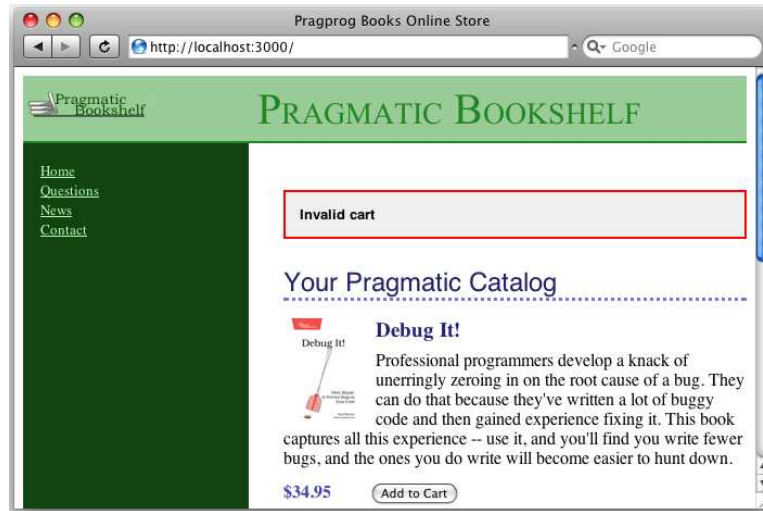 Pragprog Books Online Store
http://localhost:3000/
Google
Pragmatic
Bookshelf
PRAGMATIC BOOKSHELF
Home
Questions
News
Contact
Invalid cart
Your Pragmatic Catalog
Debug It!
Debug It!
Professional programmers develop a knack of
unerringly zeroing in on the root cause of a bug. They
can do that because they've written a lot of buggy
code and then gained experience fixing it. This book
captures all this experience -- use it, and you'll find you write fewer
bugs, and the ones you do write will become easier to hunt down.
$34.95
Add to Cart